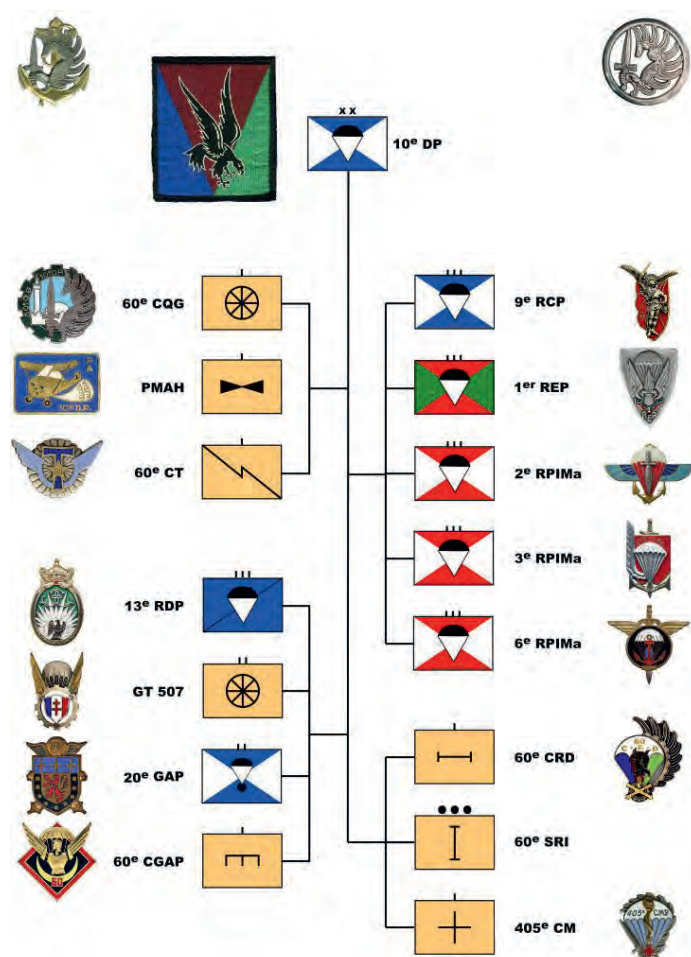 10e DP
60e CQG
9e RCP
PMAH
1er REP
60e CT
2e RPIMa
3e RPIMa
13e RDP
6e RPIMa
GT 507
20e GAP
60e CRD
60e CGAP
60
60e SRI
405e CM